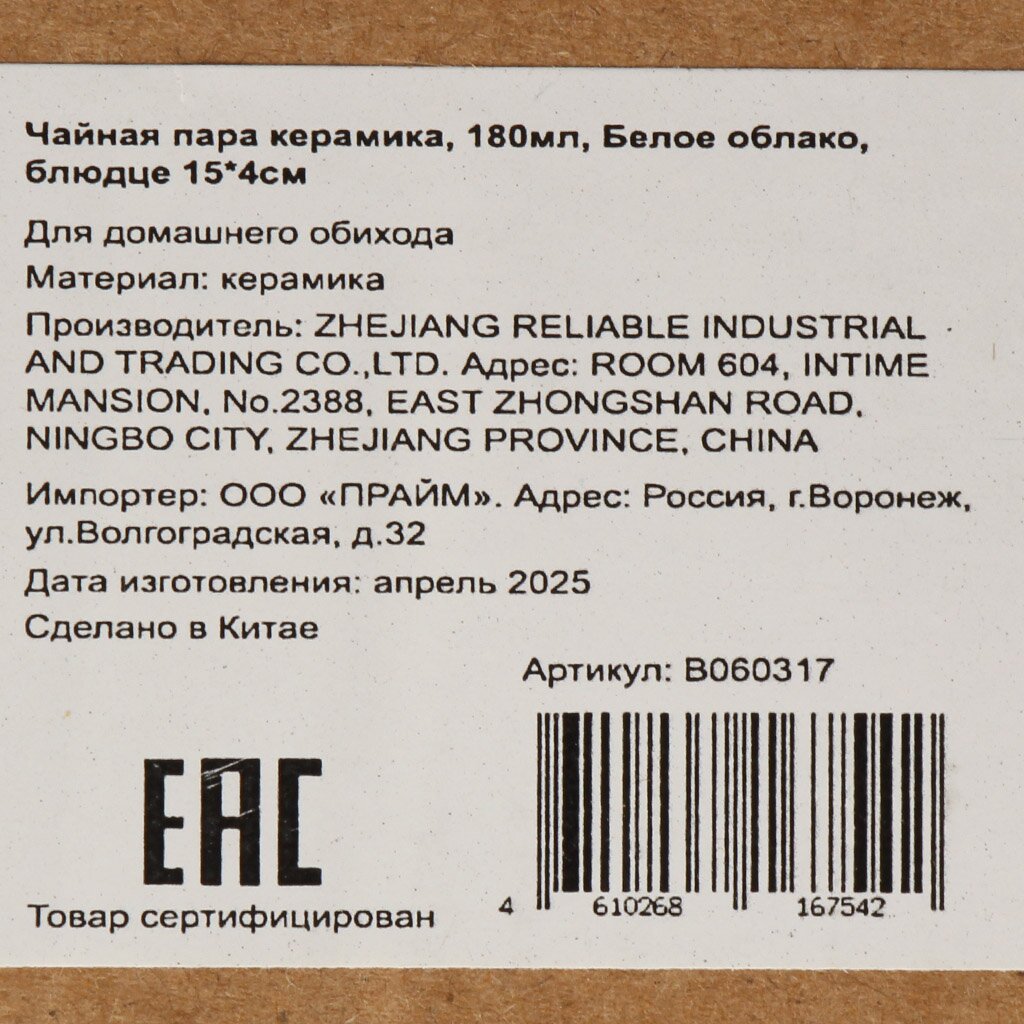 Чайная пара керамика, 180мл, Белое облако,
блюдце 15*4см
Для домашнего обихода
Материал: керамика
Производитель: ZHEJIANG RELIABLE INDUSTRIAL
AND TRADING CO.,LTD. Адрес: ROOM 604, INTIME
MANSION, No.2388, EAST ZHONGSHAN ROAD,
NINGBO CITY, ZHEJIANG PROVINCE, CHINA
Импортер: ООО «ПРАЙМ». Адрес: Россия, г.Воронеж,
ул.Волгоградская, д.32
Дата изготовления: апрель 2025
Сделано в Китае
Артикул: B060317
EAC
Товар сертифицирован
4 610268 167542